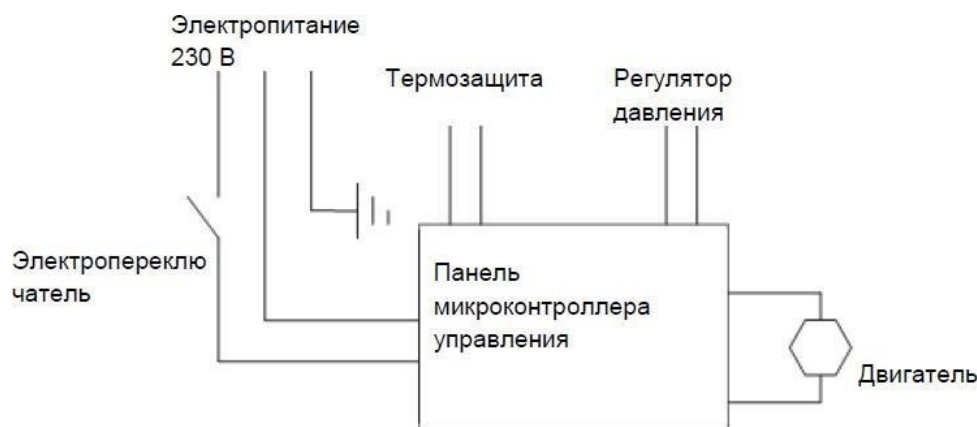 Электропитание
230 В
Термозащита
Регулятор
давления
Электропереклю
чатель
Панель
микроконтроллера
управления
Двигатель